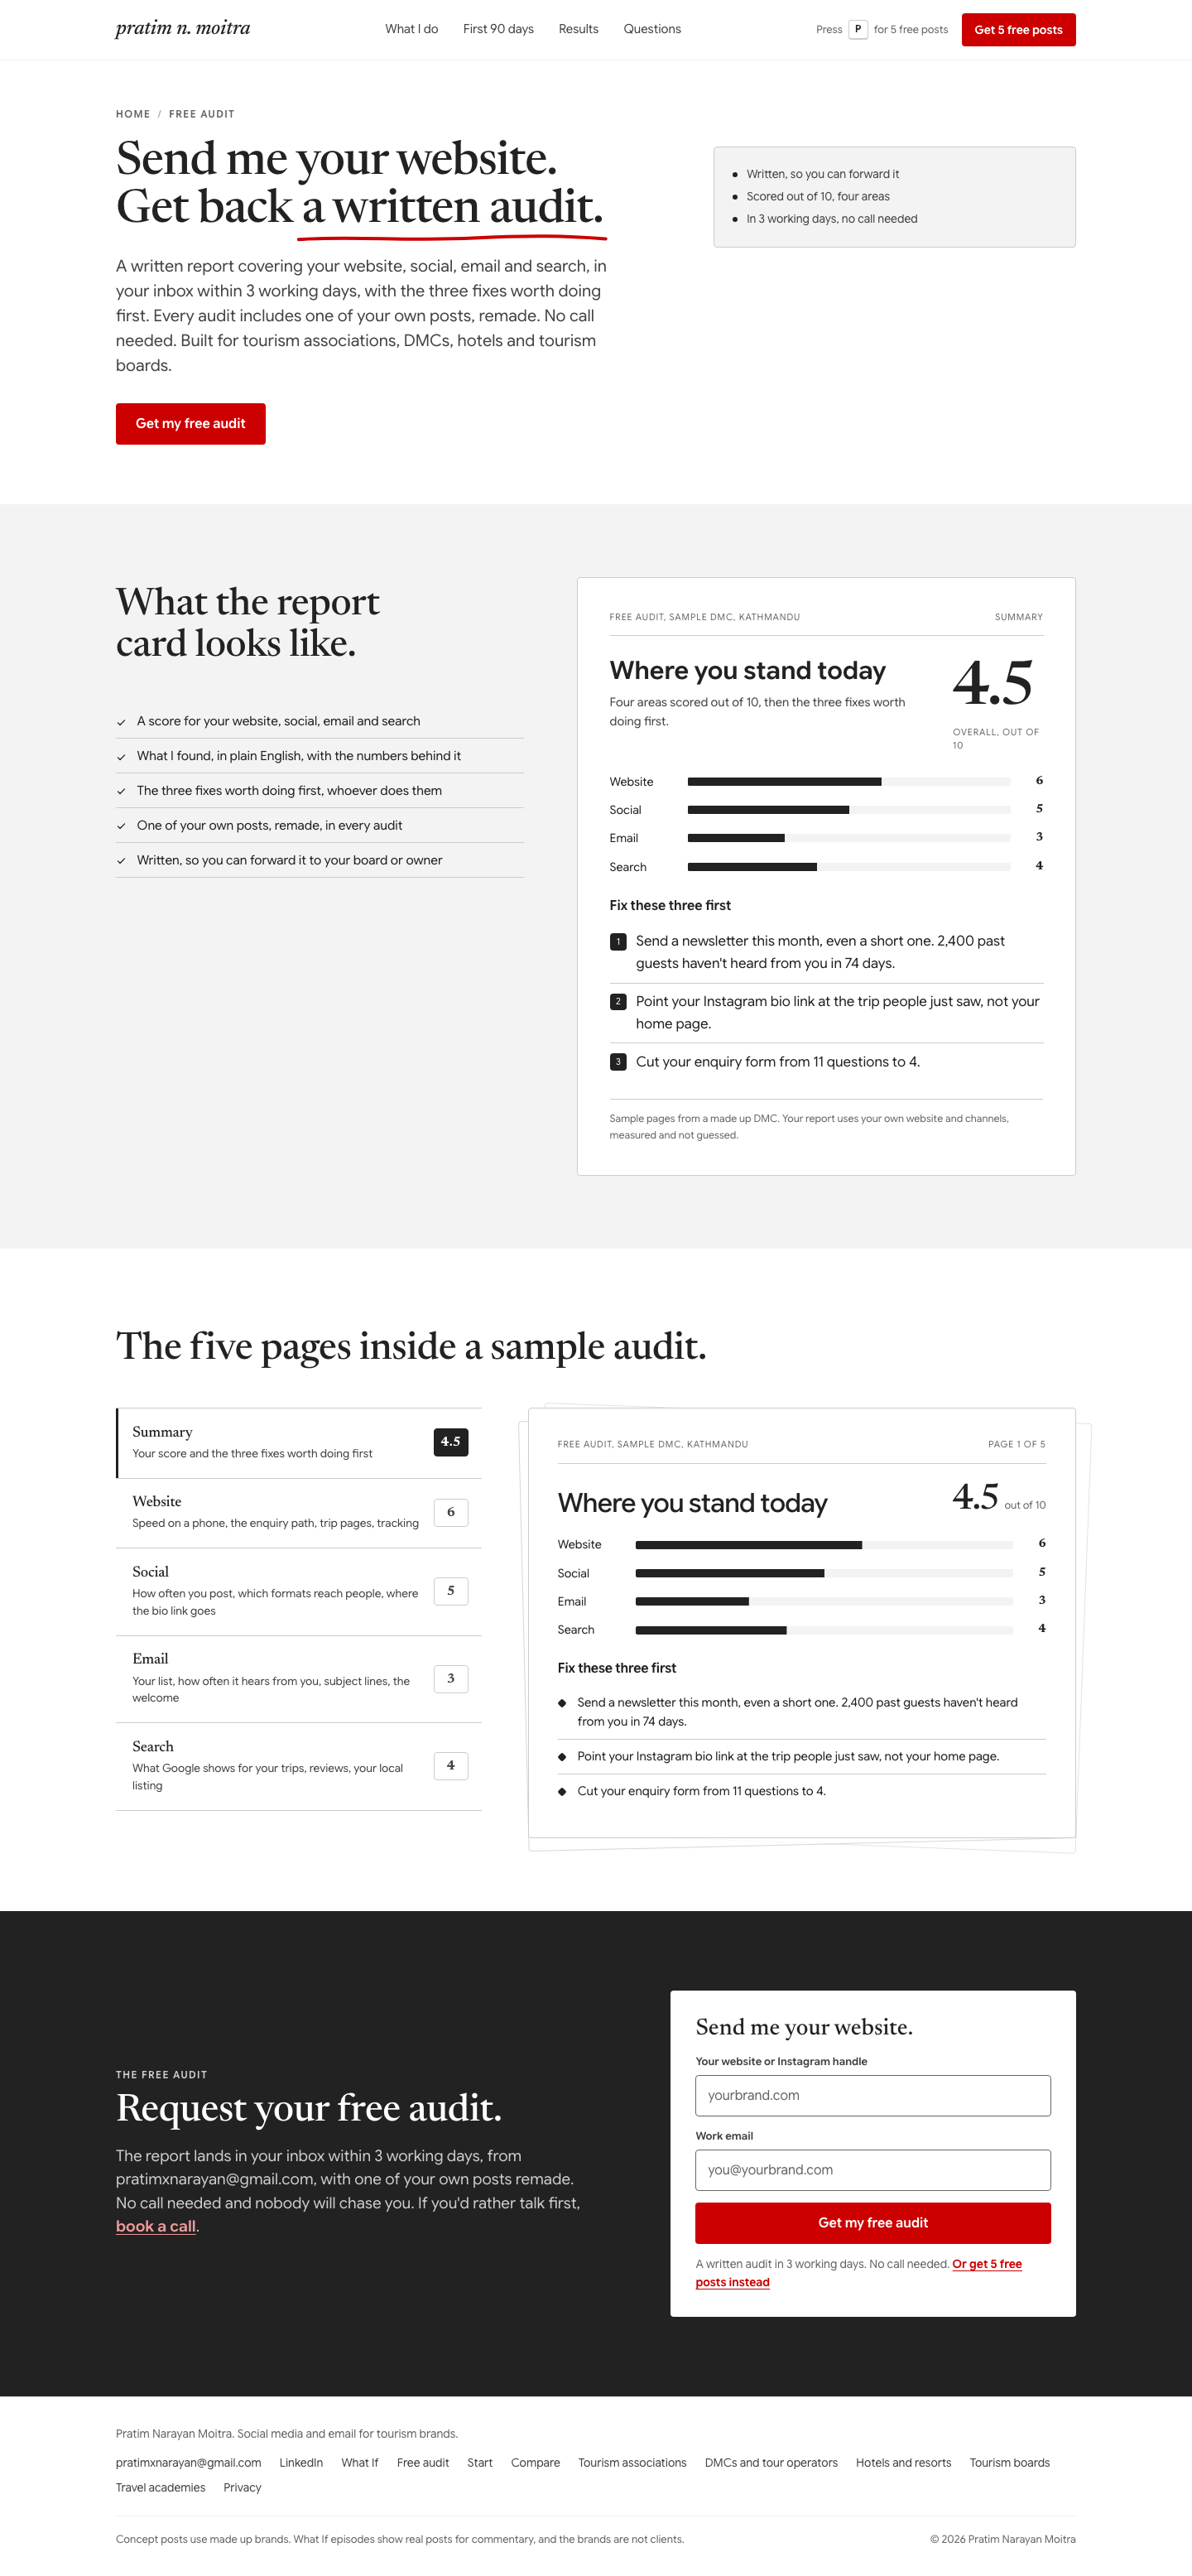 pratim n. moitra
What I do
First 90 days
Results
Questions
Press P for 5 free posts
Get 5 free posts
HOME / FREE AUDIT
Send me your website.
Get back a written audit.
A written report covering your website, social, email and search, in
your inbox within 3 working days, with the three fixes worth doing
first. Every audit includes one of your own posts, remade. No call
needed. Built for tourism associations, DMCs, hotels and tourism
boards.
Get my free audit
Written, so you can forward it
Scored out of 10, four areas
In 3 working days, no call needed
What the report
card looks like.
A score for your website, social, email and search
What I found, in plain English, with the numbers behind it
The three fixes worth doing first, whoever does them
One of your own posts, remade, in every audit
Written, so you can forward it to your board or owner
FREE AUDIT, SAMPLE DMC, KATHMANDU
SUMMARY
Where you stand today
Four areas scored out of 10, then the three fixes worth
doing first.
4.5
OVERALL, OUT OF
10
Website 6
Social 5
Email 3
Search 4
Fix these three first
1 Send a newsletter this month, even a short one. 2,400 past
guests haven't heard from you in 74 days.
2 Point your Instagram bio link at the trip people just saw, not your
home page.
3 Cut your enquiry form from 11 questions to 4.
Sample pages from a made up DMC. Your report uses your own website and channels,
measured and not guessed.
The five pages inside a sample audit.
Summary
Your score and the three fixes worth doing first
4.5
Website
Speed on a phone, the enquiry path, trip pages, tracking
6
Social
How often you post, which formats reach people, where
the bio link goes
5
Email
Your list, how often it hears from you, subject lines, the
welcome
3
Search
What Google shows for your trips, reviews, your local
listing
4
FREE AUDIT, SAMPLE DMC, KATHMANDU
PAGE 1 OF 5
Where you stand today
4.5 out of 10
Website 6
Social 5
Email 3
Search 4
Fix these three first
Send a newsletter this month, even a short one. 2,400 past guests haven't heard
from you in 74 days.
Point your Instagram bio link at the trip people just saw, not your home page.
Cut your enquiry form from 11 questions to 4.
THE FREE AUDIT
Request your free audit.
The report lands in your inbox within 3 working days, from
pratimxnarayan@gmail.com, with one of your own posts remade.
No call needed and nobody will chase you. If you'd rather talk first,
book a call.
Send me your website.
Your website or Instagram handle
yourbrand.com
Work email
you@yourbrand.com
Get my free audit
A written audit in 3 working days. No call needed. Or get 5 free
posts instead
Pratim Narayan Moitra. Social media and email for tourism brands.
pratimxnarayan@gmail.com LinkedIn What If Free audit Start Compare Tourism associations DMCs and tour operators Hotels and resorts Tourism boards
Travel academies Privacy
Concept posts use made up brands. What If episodes show real posts for commentary, and the brands are not clients.
© 2026 Pratim Narayan Moitra